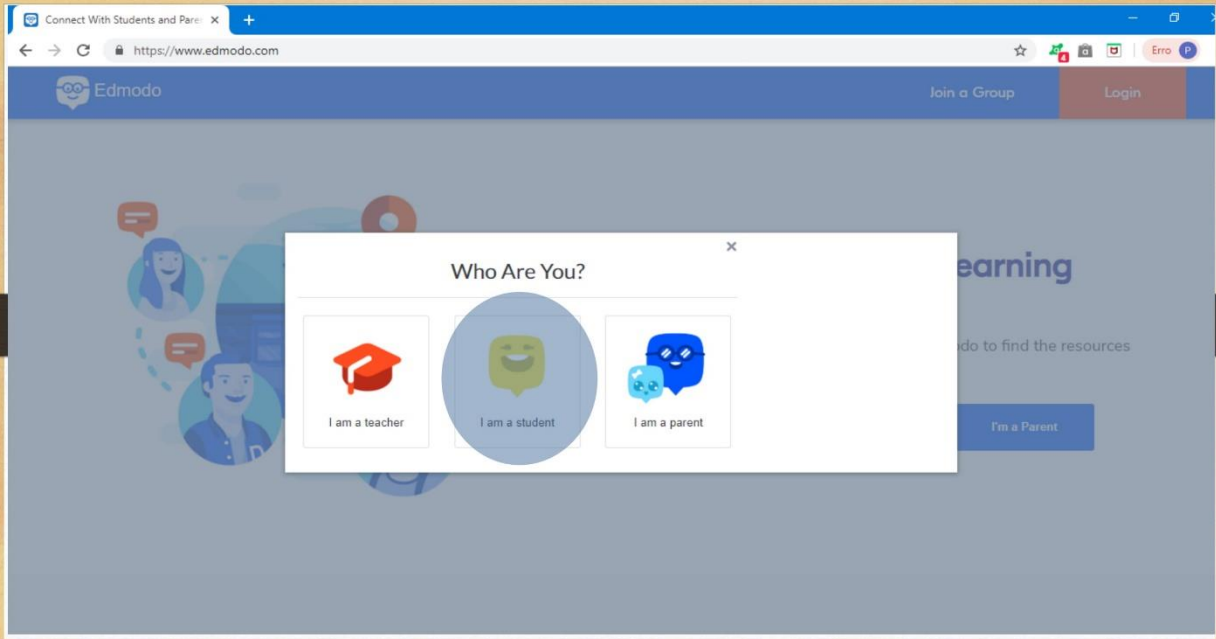 Connect With Students and Pare
https://www.edmodo.com
4
Erro P
Edmodo
Join a Group
Login
Who Are You?
earning
odo to find the resources
I am a teacher
I am a student
I am a parent
I'm a Parent
D